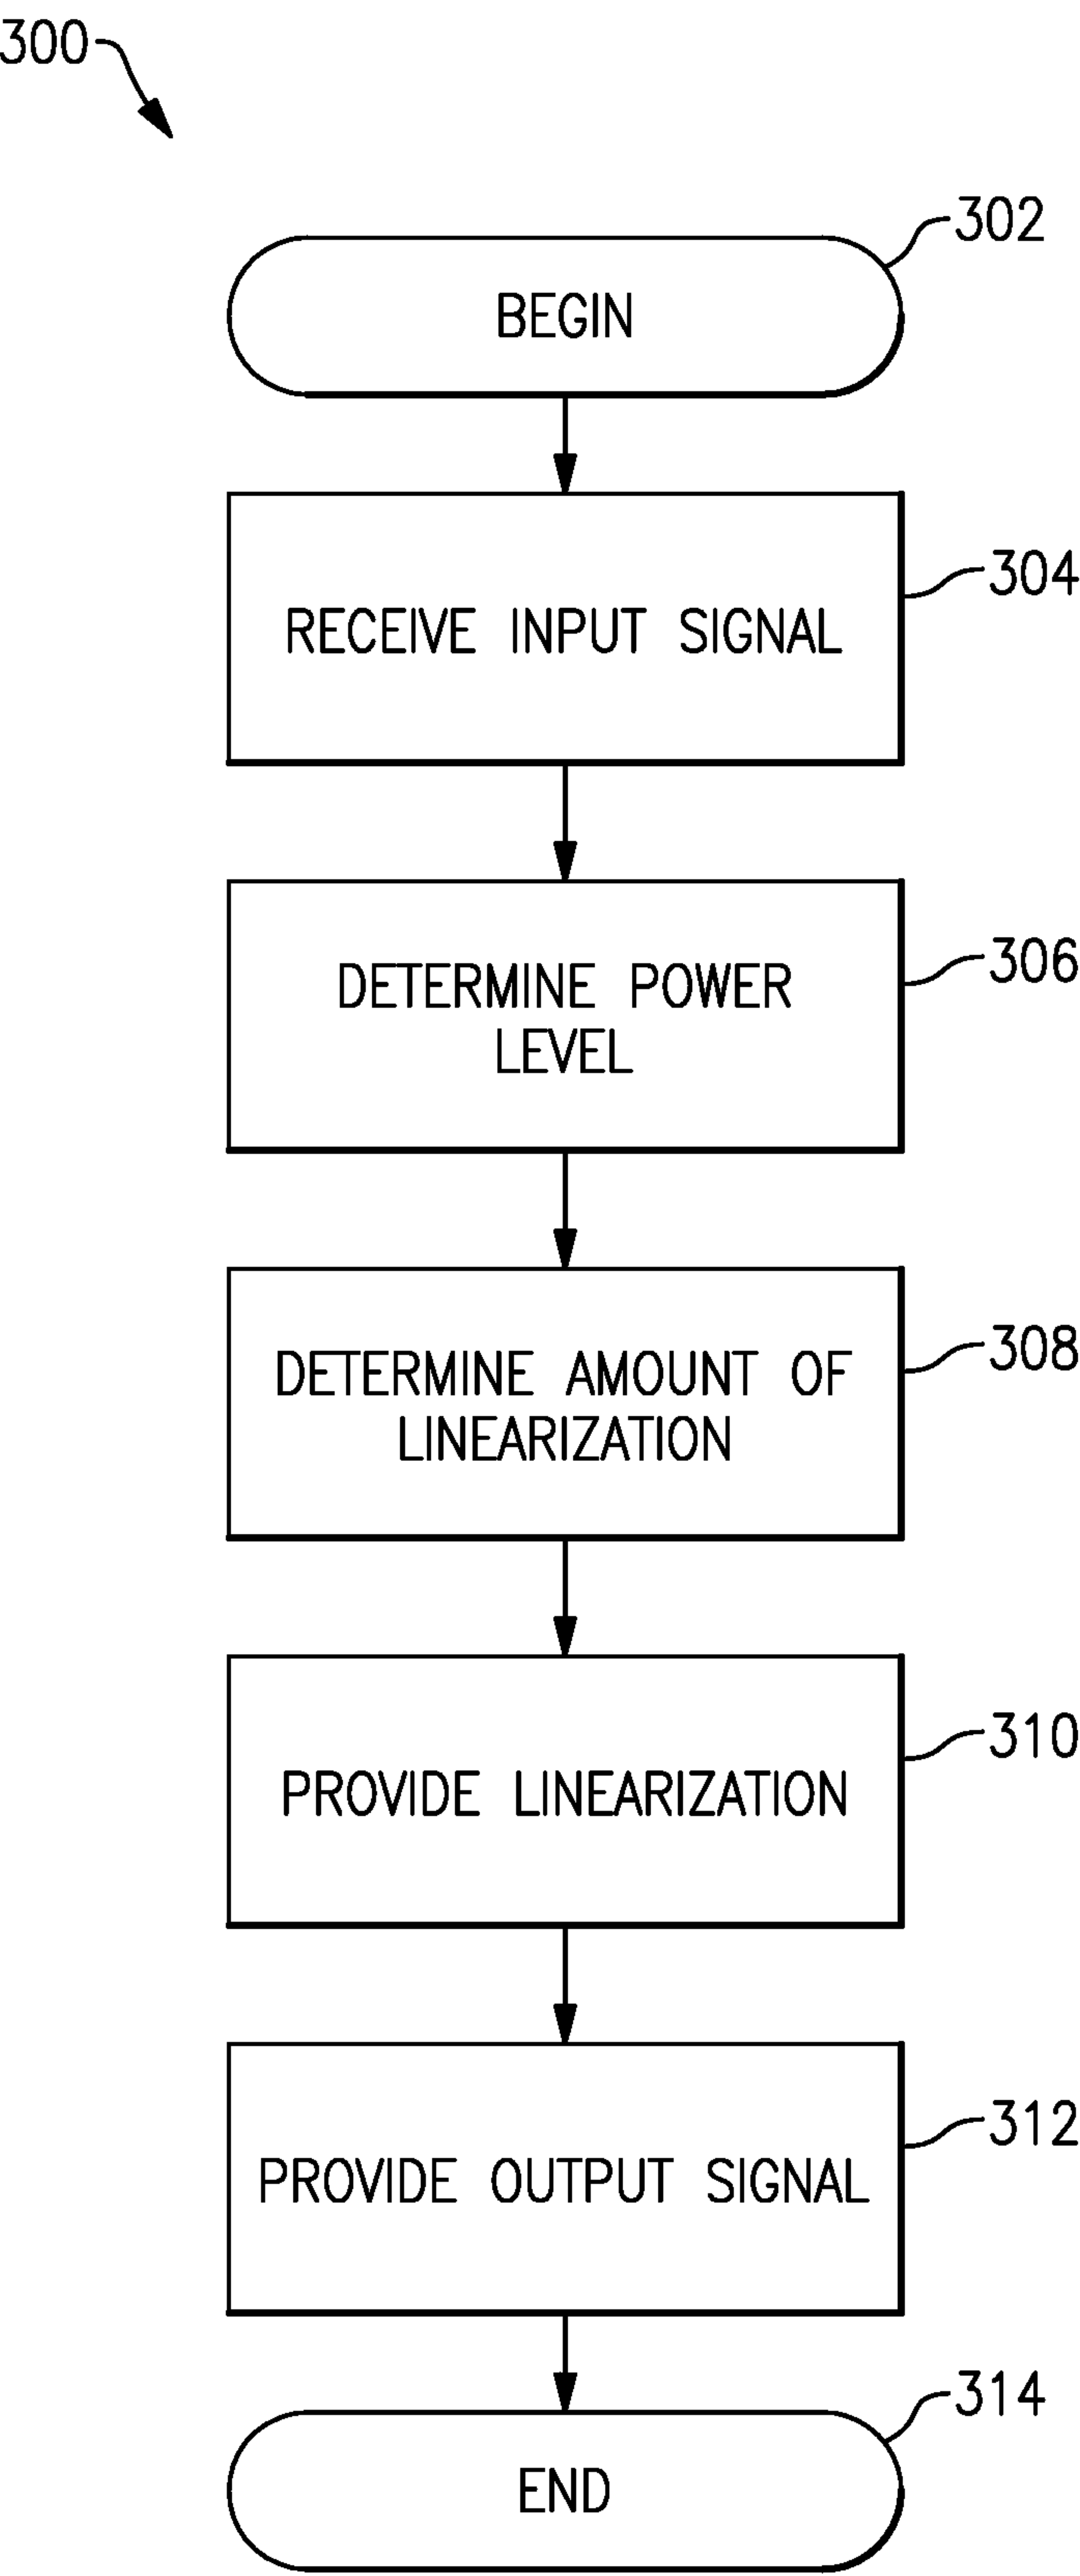 300
302
BEGIN
304
RECEIVE INPUT SIGNAL
306
DETERMINE POWER
LEVEL
308
DETERMINE AMOUNT OF
LINEARIZATION
310
PROVIDE LINEARIZATION
312
PROVIDE OUTPUT SIGNAL
314
END